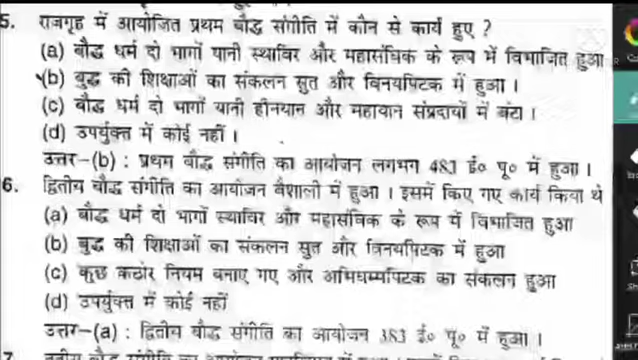 5. राजगृह में आयोजित प्रथम बौद्ध संगीति में कौन से कार्य हुए ?
(a) बौद्ध धर्म दो भागों यानी स्थाविर और महासंघिक के रूप में विभाजित हुआ
(b) बुद्ध की शिक्षाओं का संकलन सुत और विनयपिटक में हुआ।
(c) बौद्ध धर्म दो भागों यानी हीनयान और महायान संप्रदायों में बंटा।
(d) उपर्युक्त में कोई नहीं।
उत्तर–(b) : प्रथम बौद्ध संगीति का आयोजन लगभग 483 ई० पू० में हुआ।
6. द्वितीय बौद्ध संगीति का आयोजन वैशाली में हुआ। इसमें किए गए कार्य किया थे
(a) बौद्ध धर्म दो भागों स्थाविर और महासंघिक के रूप में विभाजित हुआ
(b) बुद्ध की शिक्षाओं का संकलन सुत और विनयपिटक में हुआ
(c) कुछ कठोर नियम बनाए गए और अभिधम्मपिटक का संकलन हुआ
(d) उपर्युक्त में कोई नहीं
उत्तर–(a) : द्वितीय बौद्ध संगीति का आयोजन 383 ई० पू० में हुआ।